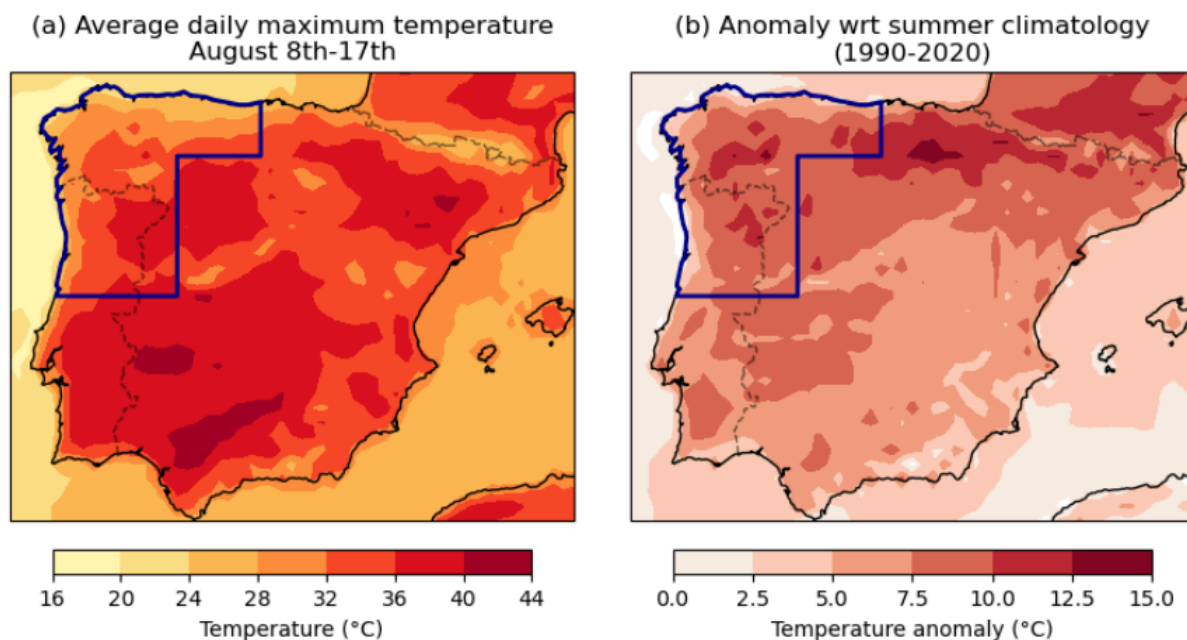 (a) Average daily maximum temperature
August 8th-17th
(b) Anomaly wrt summer climatology
(1990-2020)
16 20 24 28 32 36 40 44
Temperature (°C)
0.0 2.5 5.0 7.5 10.0 12.5 15.0
Temperature anomaly (°C)